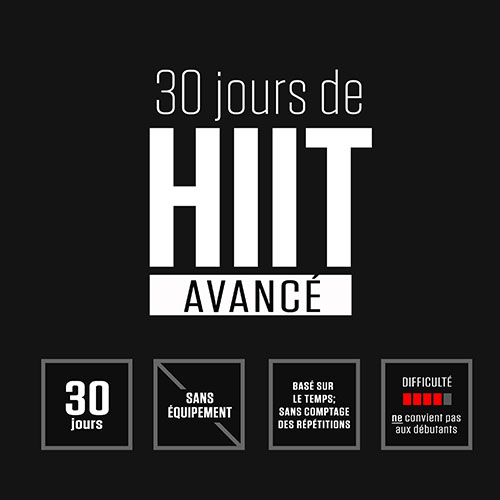 30 jours de
HIIT
AVANCÉ
30
jours
SANS
ÉQUIPEMENT
BASÉ SUR
LE TEMPS;
SANS COMPTAGE
DES RÉPÉTITIONS
DIFFICULTÉ
ne convient pas
aux débutants